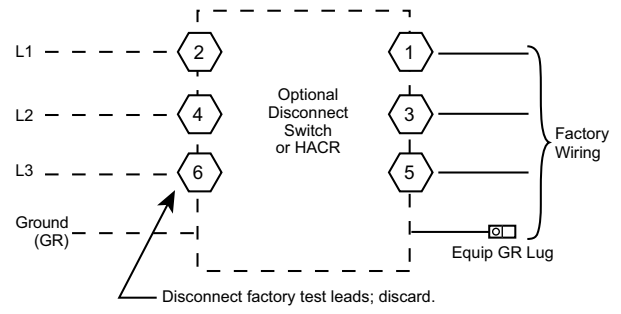 L1
2
1
L2
4
3
L3
6
5
Optional
Disconnect
Switch
or HACR
Factory
Wiring
Ground
(GR)
Equip GR Lug
Disconnect factory test leads; discard.